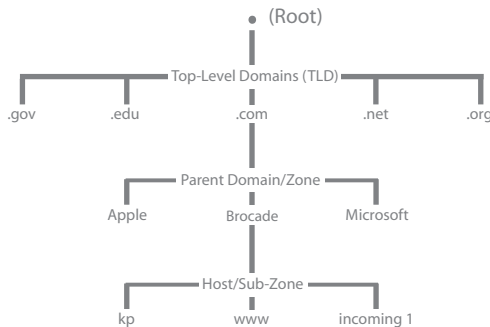 (Root)
Top-Level Domains (TLD)
.gov .edu .com .net .org
Parent Domain/Zone
Apple Brocade Microsoft
Host/Sub-Zone
kp www incoming 1